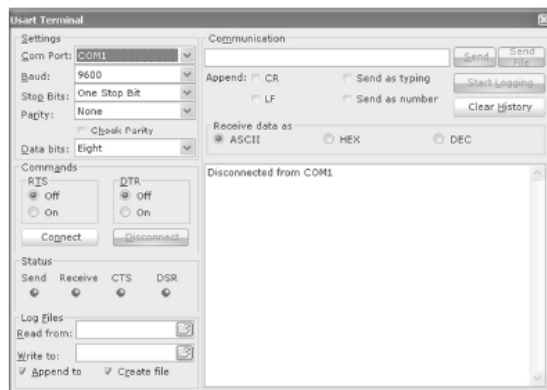 Usart Terminal
Settings
Com Port: COM1
Baud: 9600
Stop Bits: One Stop Bit
Parity: None
Check Parity
Data bits: Eight
Commands
RTS
Off
On
DTR
Off
On
Connect
Disconnect
Status
Send Receive CTS DSR
Log Files
Read from:
Write to:
Append to Create file
Communication
Send
Send File
Append: CR Send as typing
LF Send as number
Start Logging
Clear History
Receive data as
ASCII HEX DEC
Disconnected from COM1